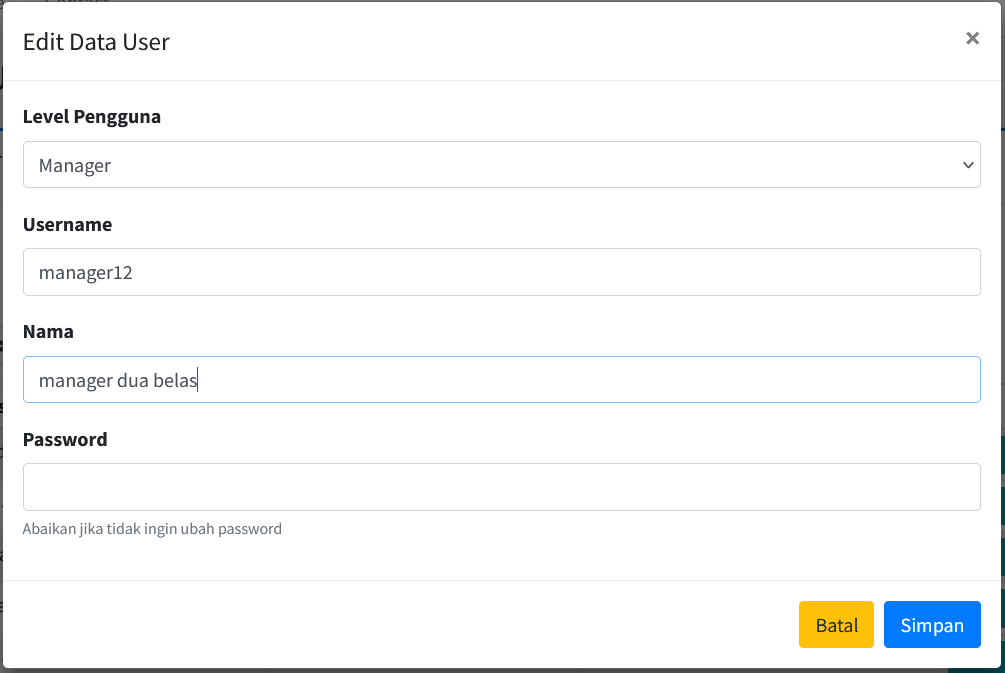 Edit Data User
×
Level Pengguna
Manager
Username
manager12
Nama
manager dua belas
Password
Abaikan jika tidak ingin ubah password
Batal
Simpan